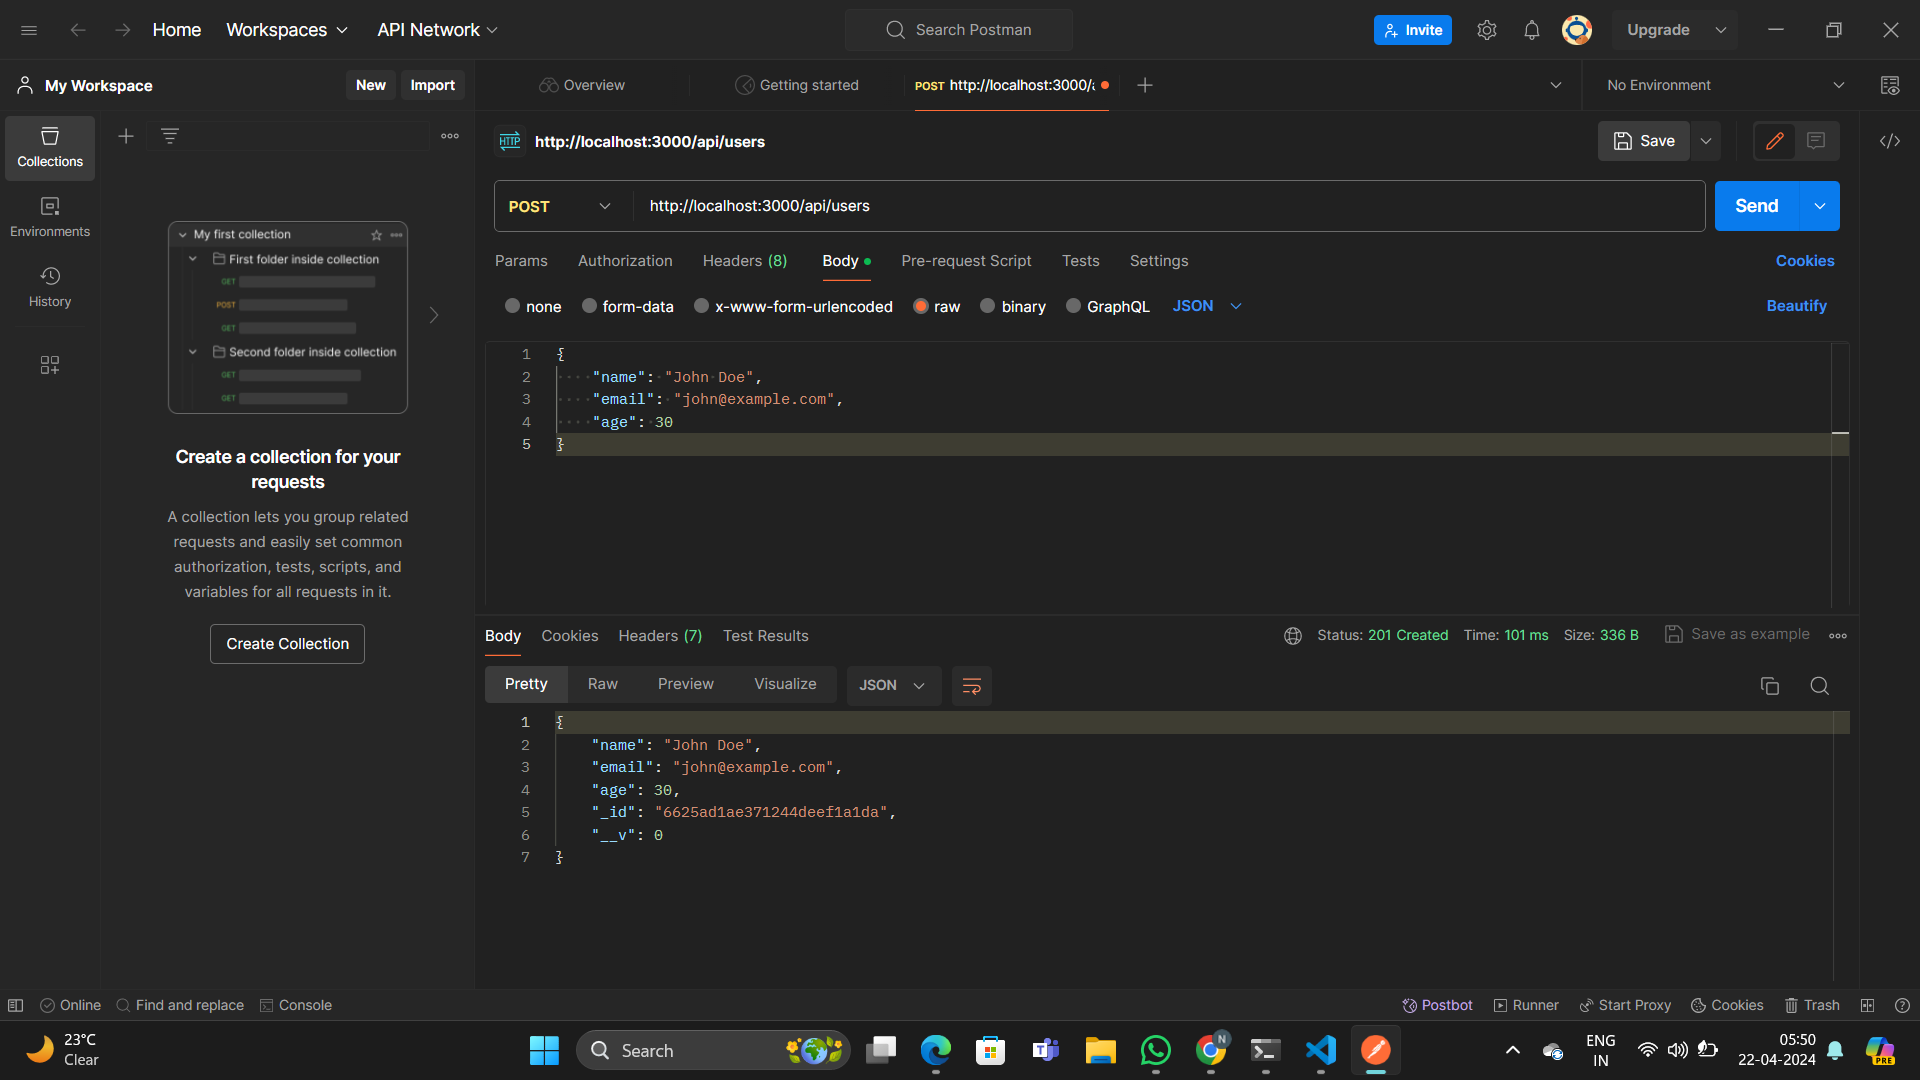 Home
Workspaces
API Network
Search Postman
Invite
Upgrade
My Workspace
New
Import
Overview
Getting started
POST http://localhost:3000/a
No Environment
Collections
Environments
History
My first collection
First folder inside collection
GET
POST
GET
Second folder inside collection
GET
GET
Create a collection for your
requests
A collection lets you group related
requests and easily set common
authorization, tests, scripts, and
variables for all requests in it.
Create Collection
HTTP http://localhost:3000/api/users
Save
POST
http://localhost:3000/api/users
Send
Params
Authorization
Headers (8)
Body
Pre-request Script
Tests
Settings
Cookies
none
form-data
x-www-form-urlencoded
raw
binary
GraphQL
JSON
Beautify
1 {
2 "name": "John Doe",
3 "email": "john@example.com",
4 "age": 30
5 }
Body
Cookies
Headers (7)
Test Results
Status: 201 Created
Time: 101 ms
Size: 336 B
Save as example
Pretty
Raw
Preview
Visualize
JSON
1 {
2 "name": "John Doe",
3 "email": "john@example.com",
4 "age": 30,
5 "_id": "6625ad1ae371244deef1a1da",
6 "__v": 0
7 }
Online
Find and replace
Console
Postbot
Runner
Start Proxy
Cookies
Trash
23°C
Clear
Search
N
ENG
IN
05:50
22-04-2024
PRE